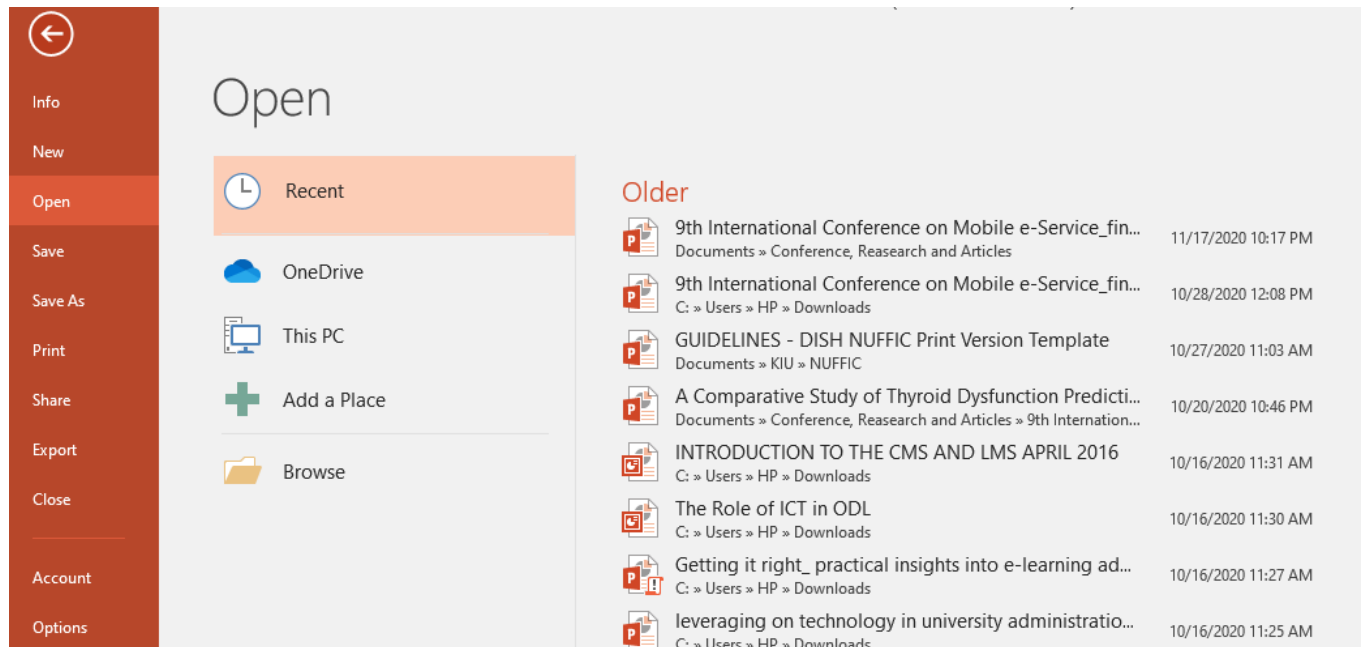 Info
New
Open
Save
Save As
Print
Share
Export
Close
Account
Options
Open
Recent
OneDrive
This PC
Add a Place
Browse
Older
9th International Conference on Mobile e-Service_fin...
11/17/2020 10:17 PM
Documents » Conference, Reasearch and Articles
9th International Conference on Mobile e-Service_fin...
10/28/2020 12:08 PM
C: » Users » HP » Downloads
GUIDELINES - DISH NUFFIC Print Version Template
10/27/2020 11:03 AM
Documents » KIU » NUFFIC
A Comparative Study of Thyroid Dysfunction Predicti...
10/20/2020 10:46 PM
Documents » Conference, Reasearch and Articles » 9th Internation...
INTRODUCTION TO THE CMS AND LMS APRIL 2016
10/16/2020 11:31 AM
C: » Users » HP » Downloads
The Role of ICT in ODL
10/16/2020 11:30 AM
C: » Users » HP » Downloads
Getting it right_ practical insights into e-learning ad...
10/16/2020 11:27 AM
C: » Users » HP » Downloads
leveraging on technology in university administratio...
10/16/2020 11:25 AM
C: » Users » HP » Downloads